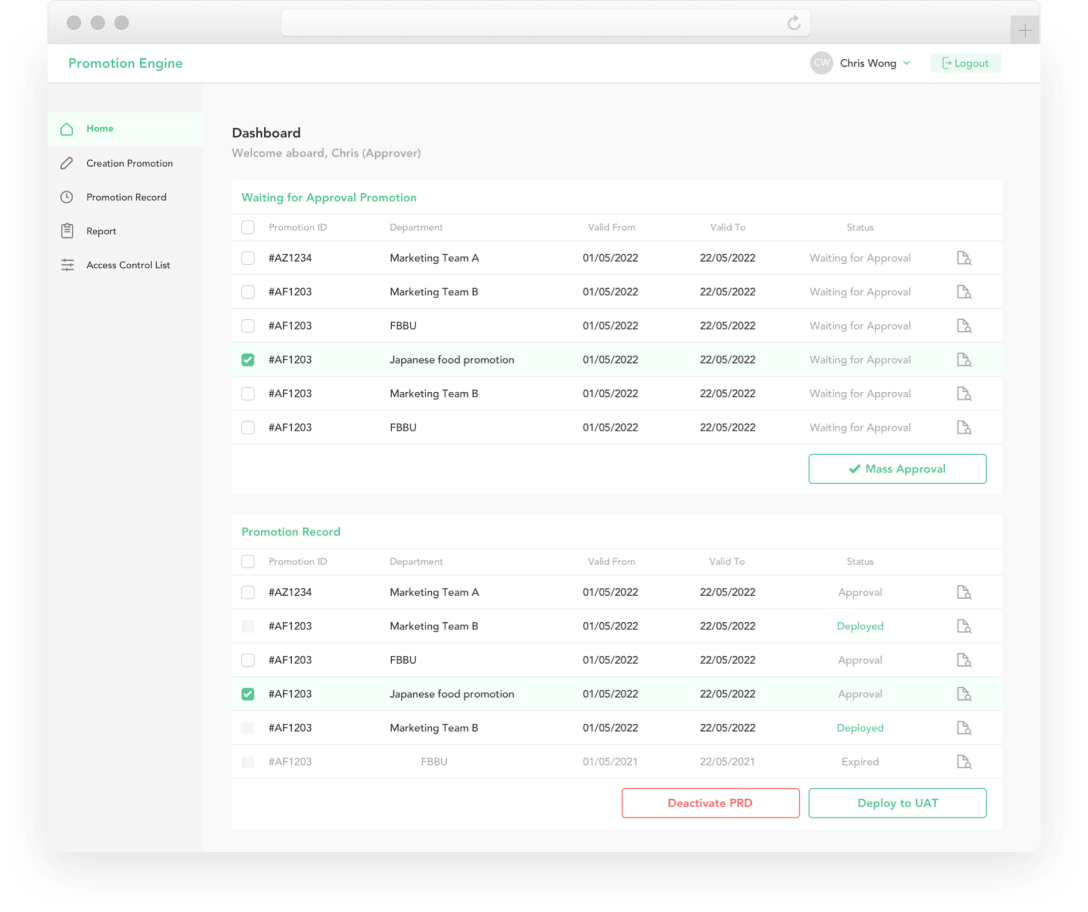 Promotion Engine
CW Chris Wong Logout
Home
Creation Promotion
Promotion Record
Report
Access Control List
Dashboard
Welcome aboard, Chris (Approver)
Waiting for Approval Promotion
Promotion ID Department Valid From Valid To Status
#AZ1234 Marketing Team A 01/05/2022 22/05/2022 Waiting for Approval
#AF1203 Marketing Team B 01/05/2022 22/05/2022 Waiting for Approval
#AF1203 FBBU 01/05/2022 22/05/2022 Waiting for Approval
#AF1203 Japanese food promotion 01/05/2022 22/05/2022 Waiting for Approval
#AF1203 Marketing Team B 01/05/2022 22/05/2022 Waiting for Approval
#AF1203 FBBU 01/05/2022 22/05/2022 Waiting for Approval
Mass Approval
Promotion Record
Promotion ID Department Valid From Valid To Status
#AZ1234 Marketing Team A 01/05/2022 22/05/2022 Approval
#AF1203 Marketing Team B 01/05/2022 22/05/2022 Deployed
#AF1203 FBBU 01/05/2022 22/05/2022 Approval
#AF1203 Japanese food promotion 01/05/2022 22/05/2022 Approval
#AF1203 Marketing Team B 01/05/2022 22/05/2022 Deployed
#AF1203 FBBU 01/05/2021 22/05/2021 Expired
Deactivate PRD Deploy to UAT